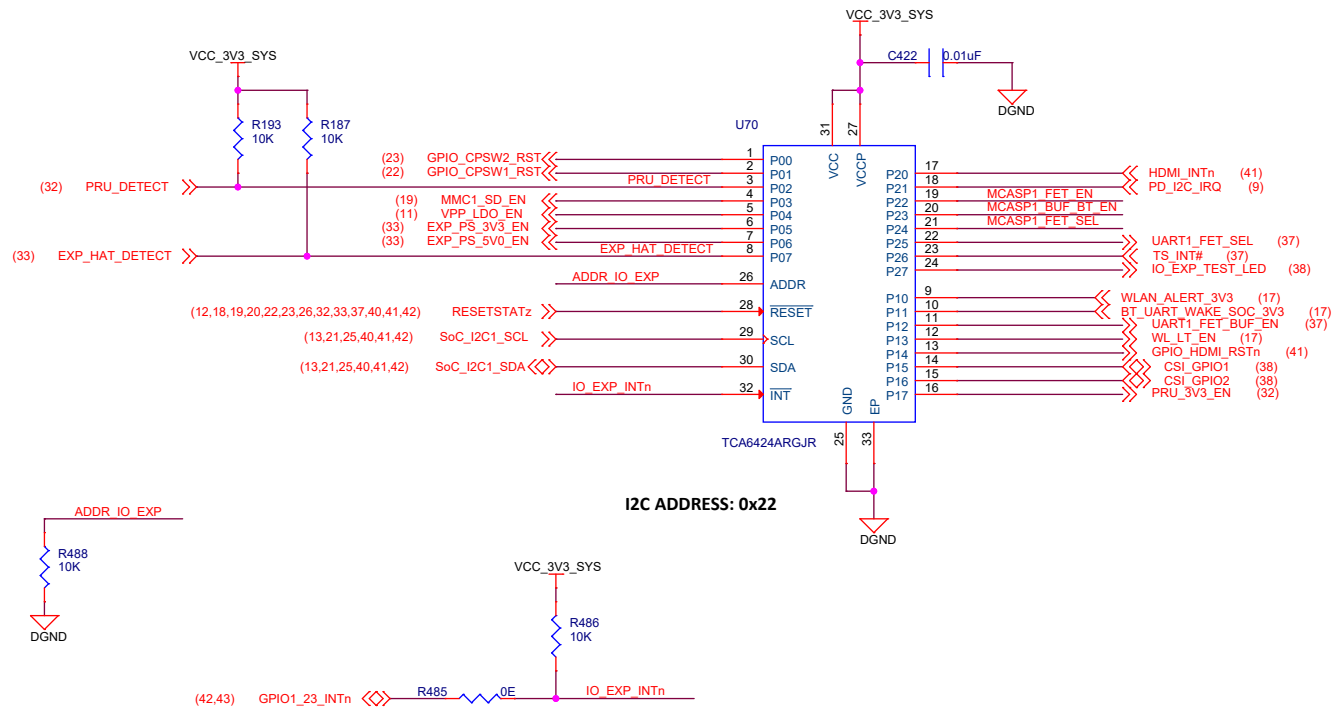 VCC_3V3_SYS
C422 0.01uF
DGND
VCC_3V3_SYS
R193
10K
R187
10K
U70
31
27
VCC
VCCP
(23) GPIO_CPSW2_RST 1 P00
(22) GPIO_CPSW1_RST 2 P01
(32) PRU_DETECT PRU_DETECT 3 P02
(19) MMC1_SD_EN 4 P03
(11) VPP_LDO_EN 5 P04
(33) EXP_PS_3V3_EN 6 P05
(33) EXP_PS_5V0_EN 7 P06
(33) EXP_HAT_DETECT EXP_HAT_DETECT 8 P07
ADDR_IO_EXP 26 ADDR
(12,18,19,20,22,23,26,32,33,37,40,41,42) RESETSTATz 28 RESET
(13,21,25,40,41,42) SoC_I2C1_SCL 29 SCL
(13,21,25,40,41,42) SoC_I2C1_SDA 30 SDA
IO_EXP_INTn 32 INT
P20 17 HDMI_INTn (41)
P21 18 PD_I2C_IRQ (9)
P22 19 MCASP1_FET_EN
P23 20 MCASP1_BUF_BT_EN
P24 21 MCASP1_FET_SEL
P25 22 UART1_FET_SEL (37)
P26 23 TS_INT# (37)
P27 24 IO_EXP_TEST_LED (38)
P10 9 WLAN_ALERT_3V3 (17)
P11 10 BT_UART_WAKE_SOC_3V3 (17)
P12 11 UART1_FET_BUF_EN (37)
P13 12 WL_LT_EN (17)
P14 13 GPIO_HDMI_RSTn (41)
P15 14 CSI_GPIO1 (38)
P16 15 CSI_GPIO2 (38)
P17 16 PRU_3V3_EN (32)
GND
EP
25
33
TCA6424ARGJR
I2C ADDRESS: 0x22
DGND
ADDR_IO_EXP
R488
10K
DGND
VCC_3V3_SYS
R486
10K
(42,43) GPIO1_23_INTn R485 0E IO_EXP_INTn